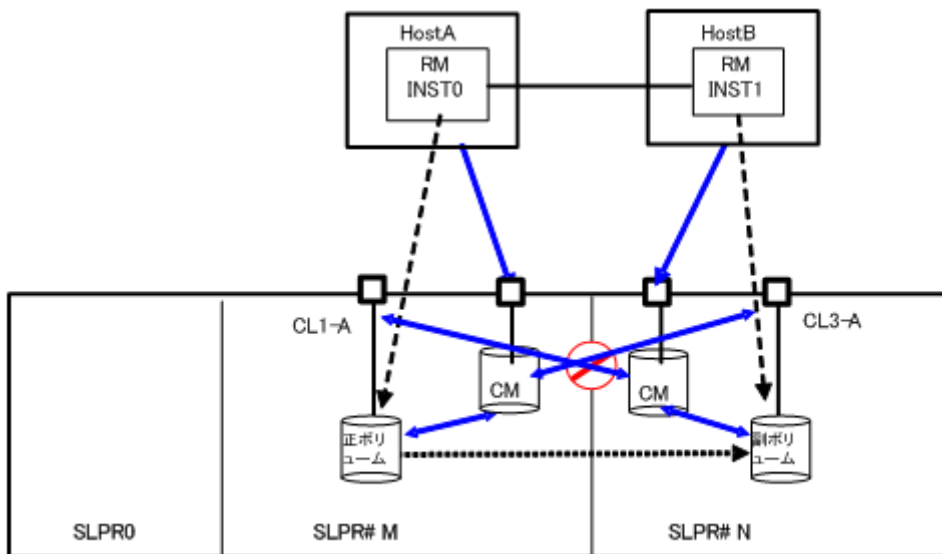 HostA
RM
INST0
HostB
RM
INST1
CL1-A
CL3-A
CM
CM
正ボリ
ューム
副ボリ
ューム
SLPR0
SLPR# M
SLPR# N